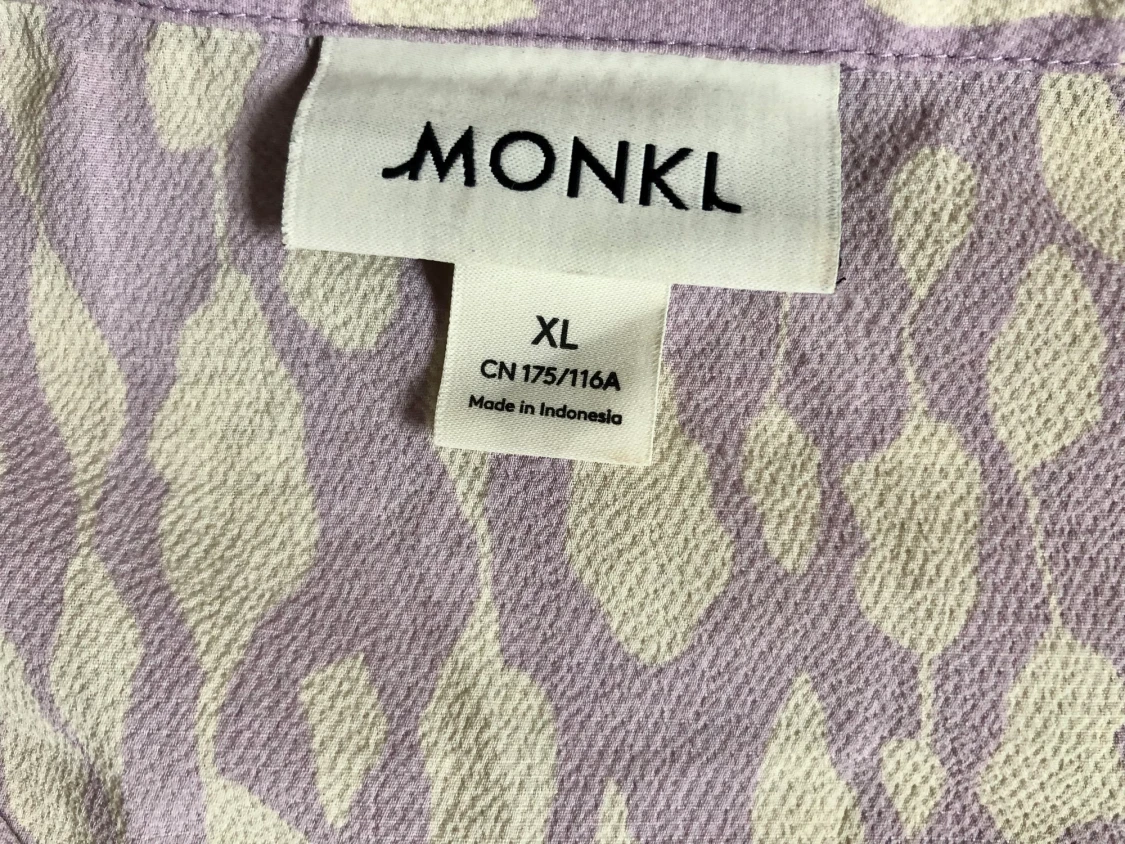 MONKI
XL
CN 175/116A
Made in Indonesia